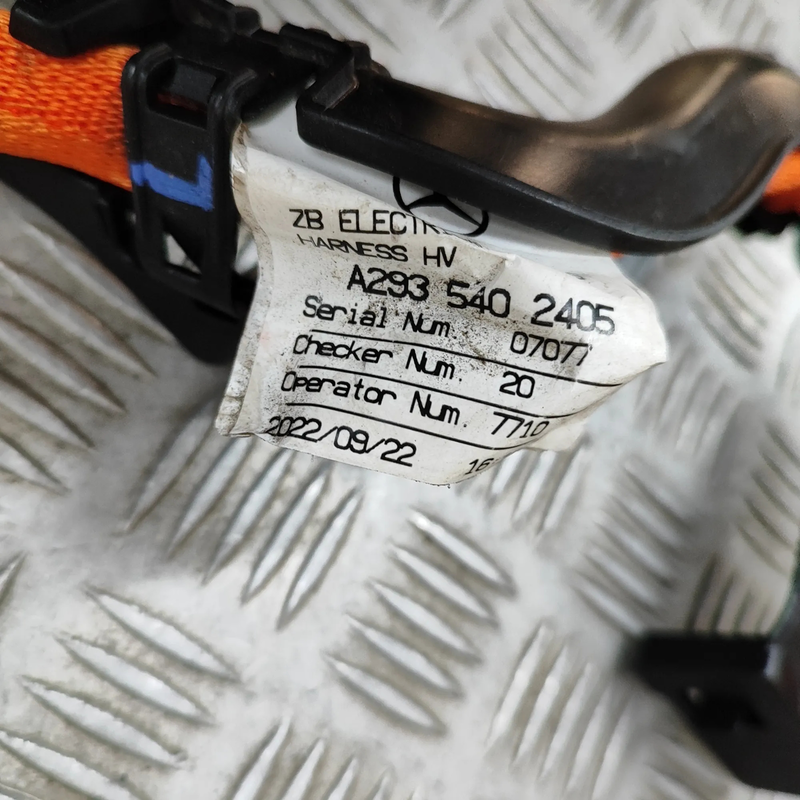 ZB ELECTR
HARNESS HV
A293 540 2405
Serial Num. 07077
Checker Num. 20
Operator Num. 7710
2022/09/22 16